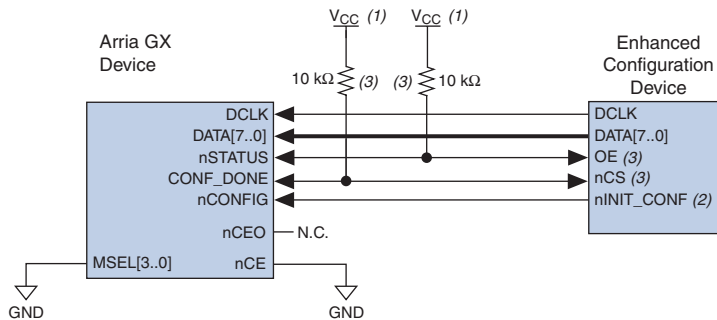 VCC (1) VCC (1)
Arria GX
Device
Enhanced
Configuration
Device
10 kΩ (3) (3) 10 kΩ
DCLK DCLK
DATA[7..0] DATA[7..0]
nSTATUS OE (3)
CONF_DONE nCS (3)
nCONFIG nINIT_CONF (2)
nCEO N.C.
MSEL[3..0] nCE
GND GND